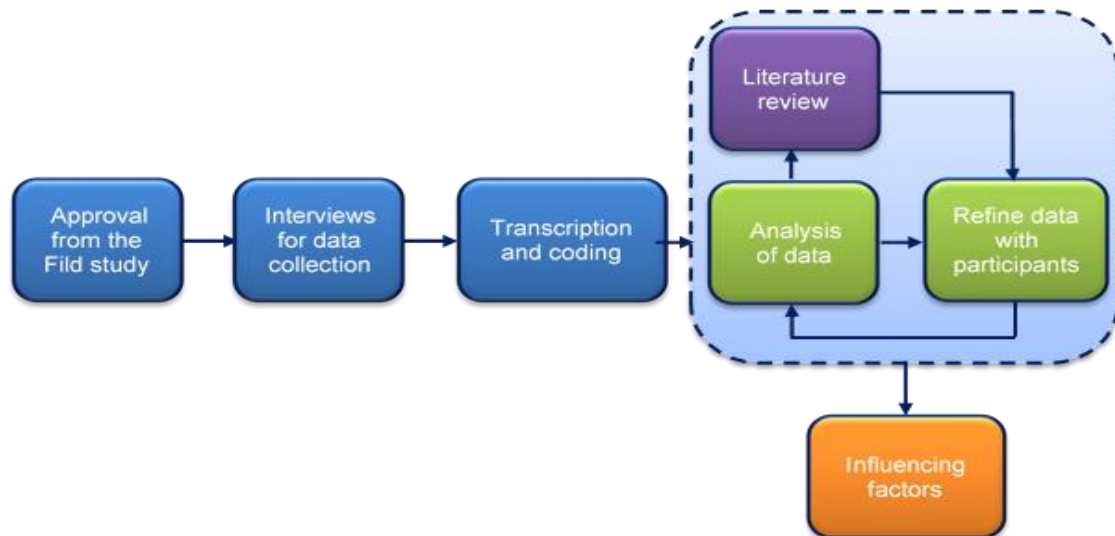 Literature
review
Approval
from the
Fild study
Interviews
for data
collection
Transcription
and coding
Analysis
of data
Refine data
with
participants
Influencing
factors